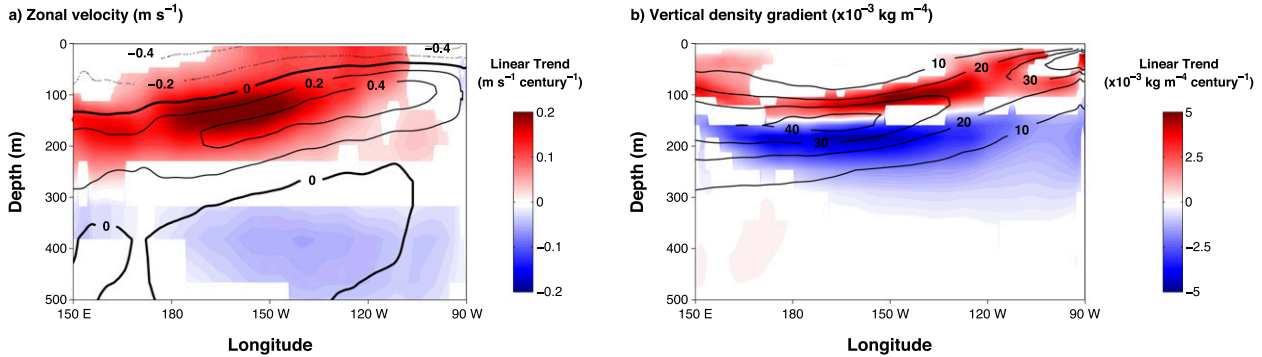 a) Zonal velocity (m s⁻¹)
b) Vertical density gradient (x10⁻³ kg m⁻⁴)
0
100
200
300
400
500
Depth (m)
150 E
180
150 W
120 W
90 W
Longitude
−0.4
−0.4
−0.2
−0.2
0
0.2
0.4
0
0
Linear Trend
(m s⁻¹ century⁻¹)
0.2
0.1
0
−0.1
−0.2
0
100
200
300
400
500
Depth (m)
150 E
180
150 W
120 W
90 W
Longitude
10
20
30
40
30
20
10
Linear Trend
(x10⁻³ kg m⁻⁴ century⁻¹)
5
2.5
0
−2.5
−5